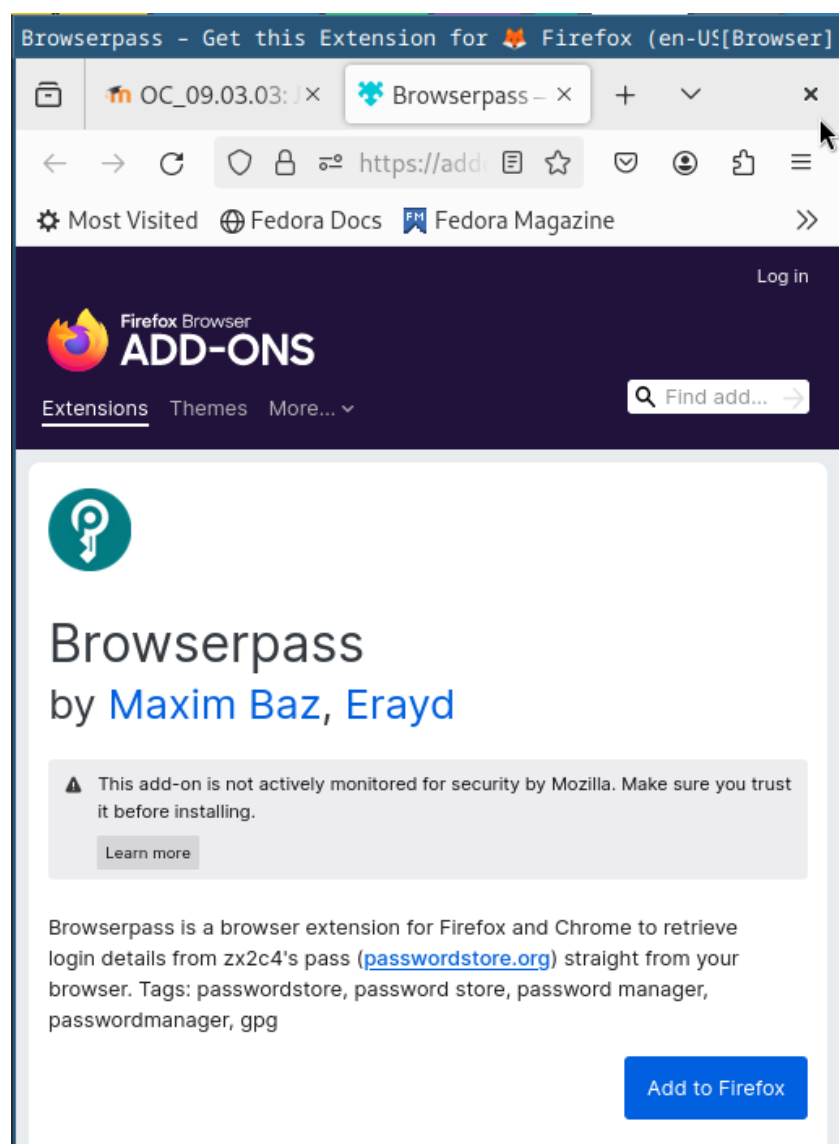 Browserpass – Get this Extension for 🦊 Firefox (en-US[Browser]
OC_09.03.03: J
Browserpass –
https://add
Most Visited
Fedora Docs
FM
Fedora Magazine
Log in
Firefox Browser
ADD-ONS
Extensions
Themes
More...
Find add...
Browserpass
by Maxim Baz, Erayd
This add-on is not actively monitored for security by Mozilla. Make sure you trust
it before installing.
Learn more
Browserpass is a browser extension for Firefox and Chrome to retrieve
login details from zx2c4's pass (passwordstore.org) straight from your
browser. Tags: passwordstore, password store, password manager,
passwordmanager, gpg
Add to Firefox